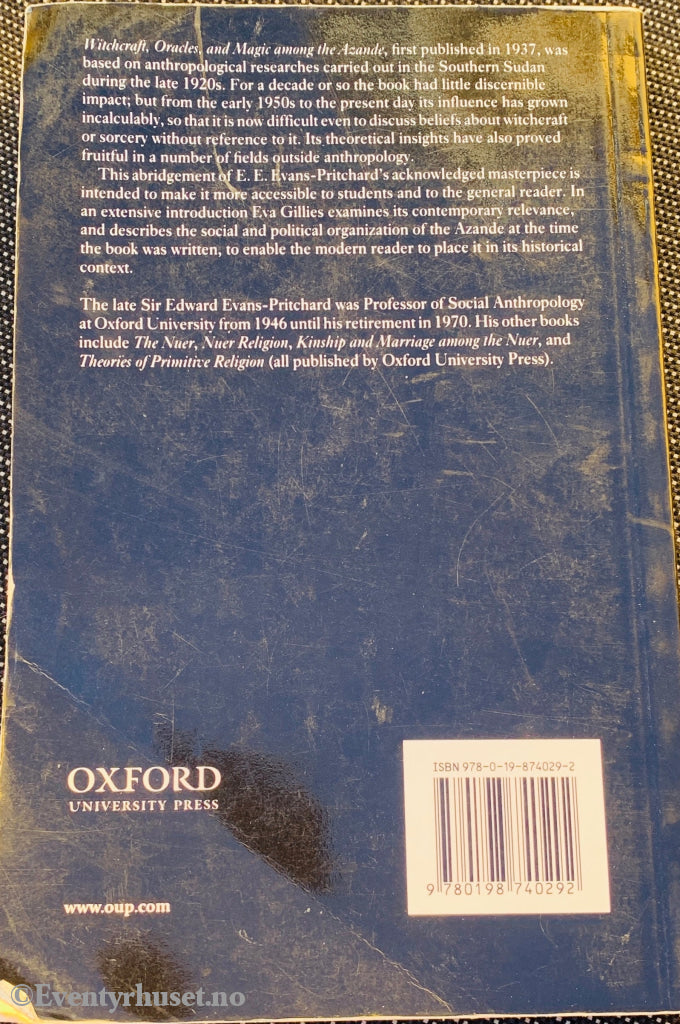 Witchcraft, Oracles, and Magic among the Azande, first published in 1937, was
based on anthropological researches carried out in the Southern Sudan
during the late 1920s. For a decade or so the book had little discernible
impact; but from the early 1950s to the present day its influence has grown
incalculably, so that it is now difficult even to discuss beliefs about witchcraft
or sorcery without reference to it. Its theoretical insights have also proved
fruitful in a number of fields outside anthropology.
This abridgement of E. E. Evans-Pritchard's acknowledged masterpiece is
intended to make it more accessible to students and to the general reader. In
an extensive introduction Eva Gillies examines its contemporary relevance,
and describes the social and political organization of the Azande at the time
the book was written, to enable the modern reader to place it in its historical
context.
The late Sir Edward Evans-Pritchard was Professor of Social Anthropology
at Oxford University from 1946 until his retirement in 1970. His other books
include The Nuer, Nuer Religion, Kinship and Marriage among the Nuer, and
Theories of Primitive Religion (all published by Oxford University Press).
OXFORD
UNIVERSITY PRESS
www.oup.com
ISBN 978-0-19-874029-2
9 780198 740292
©Eventyrhuset.no